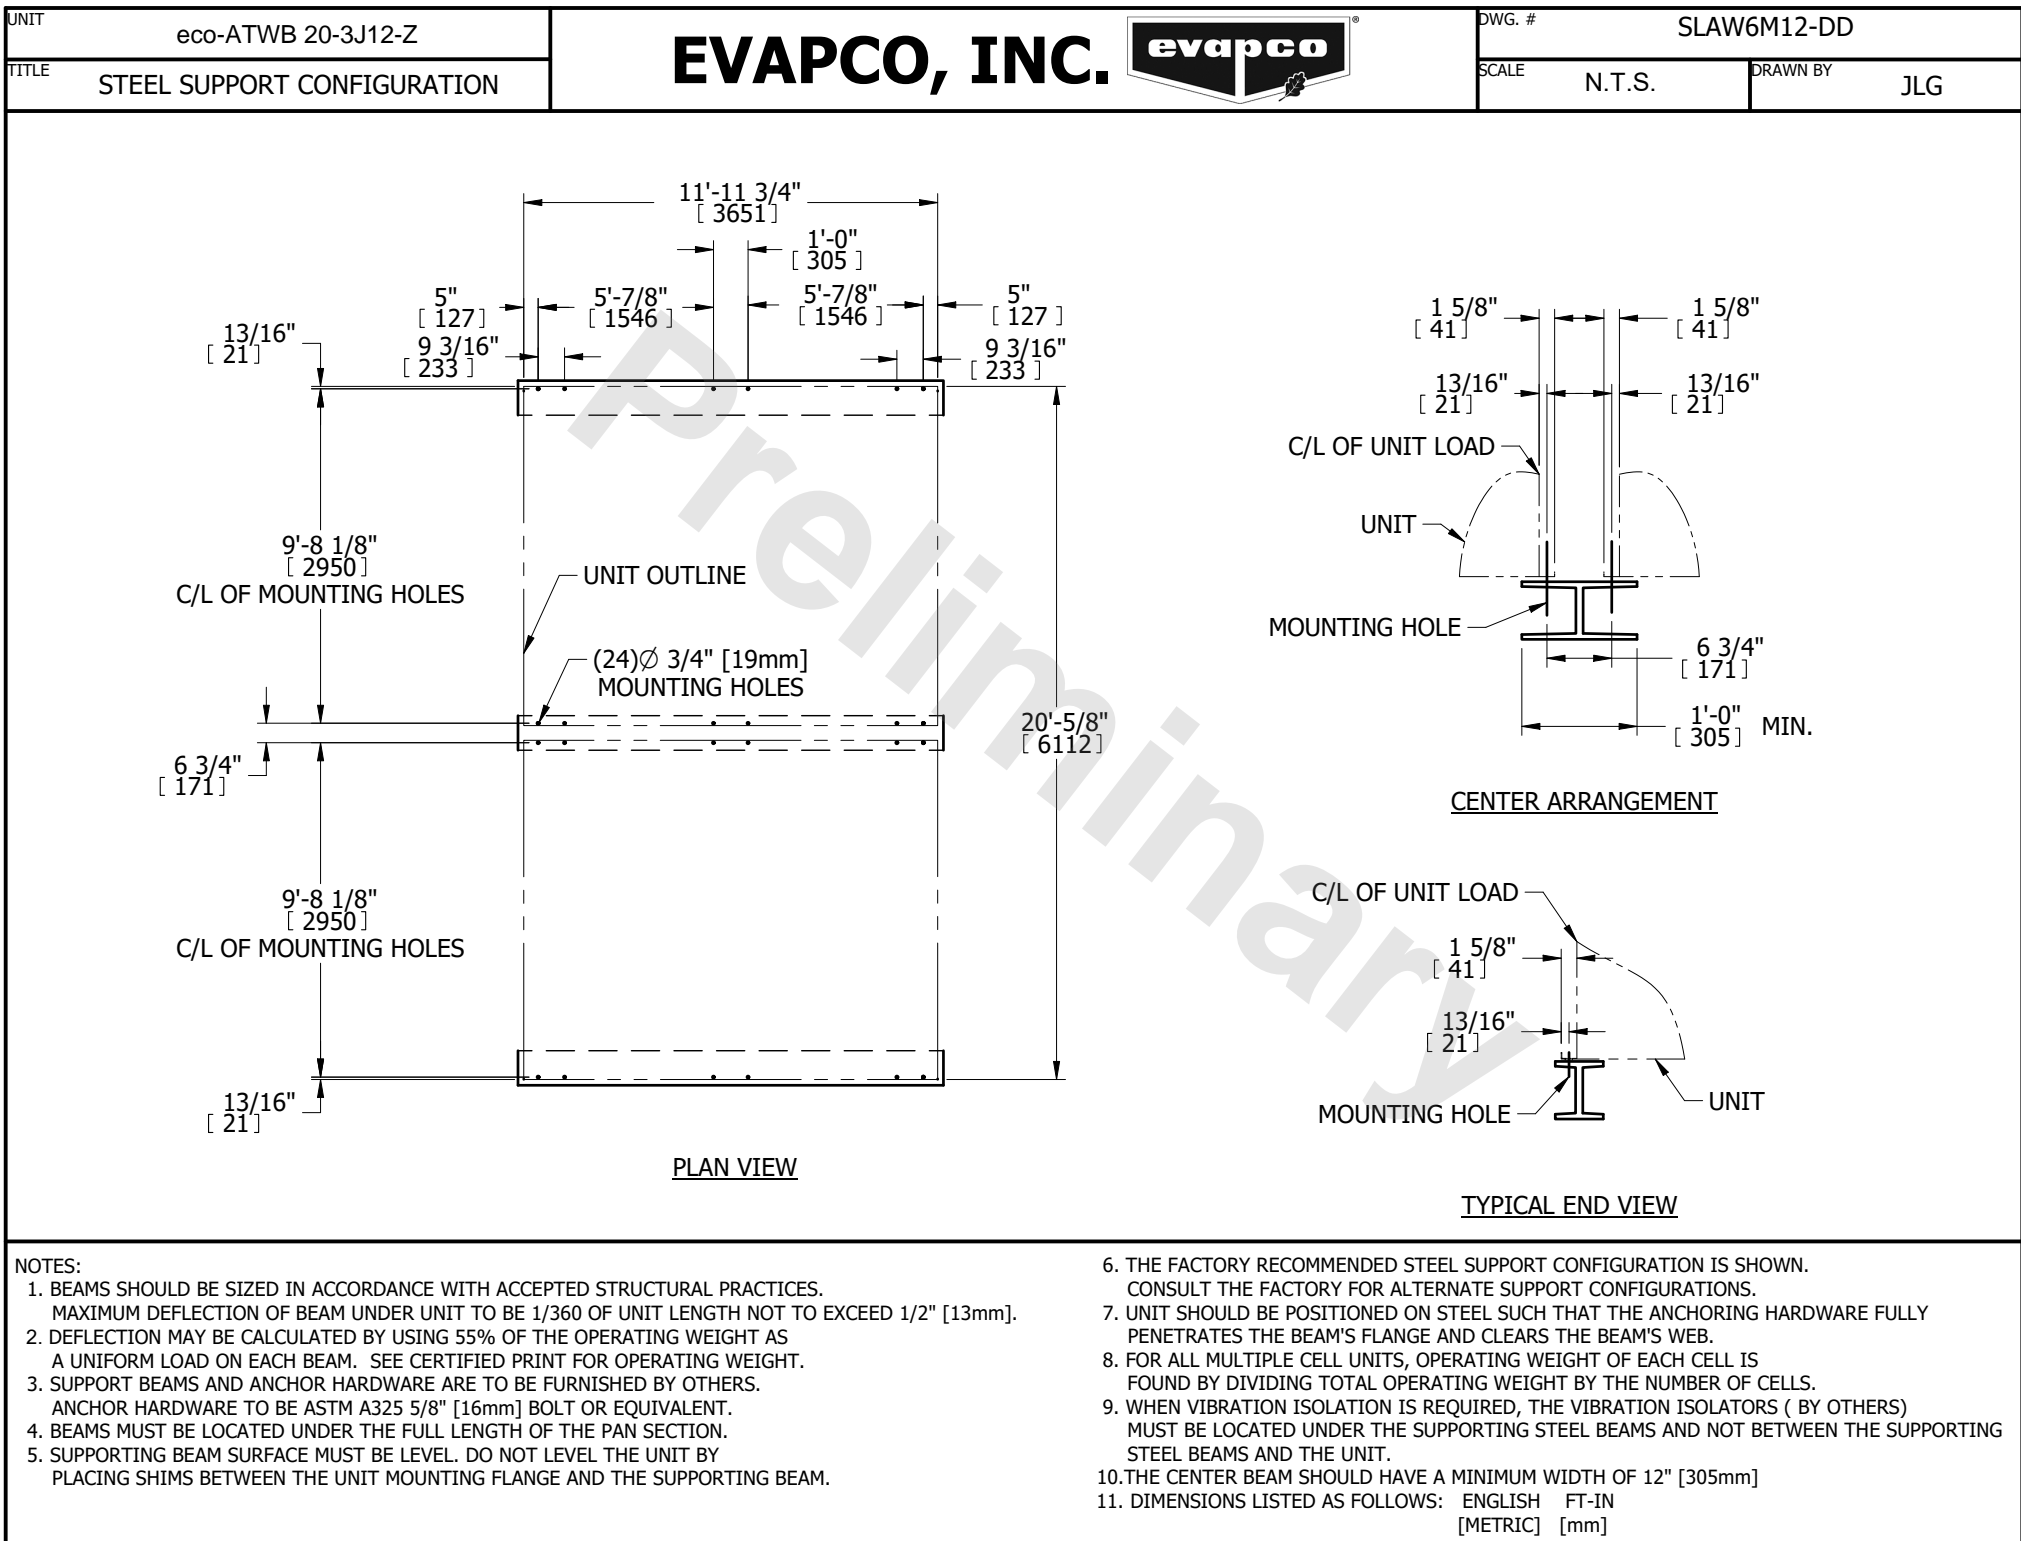 UNIT
eco-ATWB 20-3J12-Z
TITLE
STEEL SUPPORT CONFIGURATION
EVAPCO, INC.
evapco
®
DWG. #
SLAW6M12-DD
SCALE
N.T.S.
DRAWN BY
JLG
11'-11 3/4"
[ 3651 ]
1'-0"
[ 305 ]
5"
[ 127 ]
5'-7/8"
[ 1546 ]
5'-7/8"
[ 1546 ]
5"
[ 127 ]
13/16"
[ 21 ]
9 3/16"
[ 233 ]
9 3/16"
[ 233 ]
9'-8 1/8"
[ 2950 ]
C/L OF MOUNTING HOLES
UNIT OUTLINE
(24)Ø 3/4" [19mm]
MOUNTING HOLES
20'-5/8"
[ 6112 ]
6 3/4"
[ 171 ]
9'-8 1/8"
[ 2950 ]
C/L OF MOUNTING HOLES
13/16"
[ 21 ]
PLAN VIEW
Preliminary
1 5/8"
[ 41 ]
1 5/8"
[ 41 ]
13/16"
[ 21 ]
13/16"
[ 21 ]
C/L OF UNIT LOAD
UNIT
MOUNTING HOLE
6 3/4"
[ 171 ]
1'-0"
[ 305 ] MIN.
CENTER ARRANGEMENT
C/L OF UNIT LOAD
1 5/8"
[ 41 ]
13/16"
[ 21 ]
MOUNTING HOLE
UNIT
TYPICAL END VIEW
NOTES:
1. BEAMS SHOULD BE SIZED IN ACCORDANCE WITH ACCEPTED STRUCTURAL PRACTICES.
MAXIMUM DEFLECTION OF BEAM UNDER UNIT TO BE 1/360 OF UNIT LENGTH NOT TO EXCEED 1/2" [13mm].
2. DEFLECTION MAY BE CALCULATED BY USING 55% OF THE OPERATING WEIGHT AS
A UNIFORM LOAD ON EACH BEAM. SEE CERTIFIED PRINT FOR OPERATING WEIGHT.
3. SUPPORT BEAMS AND ANCHOR HARDWARE ARE TO BE FURNISHED BY OTHERS.
ANCHOR HARDWARE TO BE ASTM A325 5/8" [16mm] BOLT OR EQUIVALENT.
4. BEAMS MUST BE LOCATED UNDER THE FULL LENGTH OF THE PAN SECTION.
5. SUPPORTING BEAM SURFACE MUST BE LEVEL. DO NOT LEVEL THE UNIT BY
PLACING SHIMS BETWEEN THE UNIT MOUNTING FLANGE AND THE SUPPORTING BEAM.
6. THE FACTORY RECOMMENDED STEEL SUPPORT CONFIGURATION IS SHOWN.
CONSULT THE FACTORY FOR ALTERNATE SUPPORT CONFIGURATIONS.
7. UNIT SHOULD BE POSITIONED ON STEEL SUCH THAT THE ANCHORING HARDWARE FULLY
PENETRATES THE BEAM'S FLANGE AND CLEARS THE BEAM'S WEB.
8. FOR ALL MULTIPLE CELL UNITS, OPERATING WEIGHT OF EACH CELL IS
FOUND BY DIVIDING TOTAL OPERATING WEIGHT BY THE NUMBER OF CELLS.
9. WHEN VIBRATION ISOLATION IS REQUIRED, THE VIBRATION ISOLATORS ( BY OTHERS)
MUST BE LOCATED UNDER THE SUPPORTING STEEL BEAMS AND NOT BETWEEN THE SUPPORTING
STEEL BEAMS AND THE UNIT.
10.THE CENTER BEAM SHOULD HAVE A MINIMUM WIDTH OF 12" [305mm]
11. DIMENSIONS LISTED AS FOLLOWS: ENGLISH FT-IN
[METRIC] [mm]